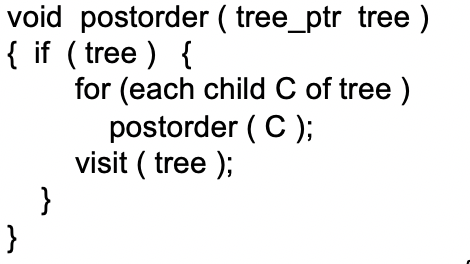 void postorder ( tree_ptr tree )
{ if ( tree ) {
for (each child C of tree )
postorder ( C );
visit ( tree );
}
}